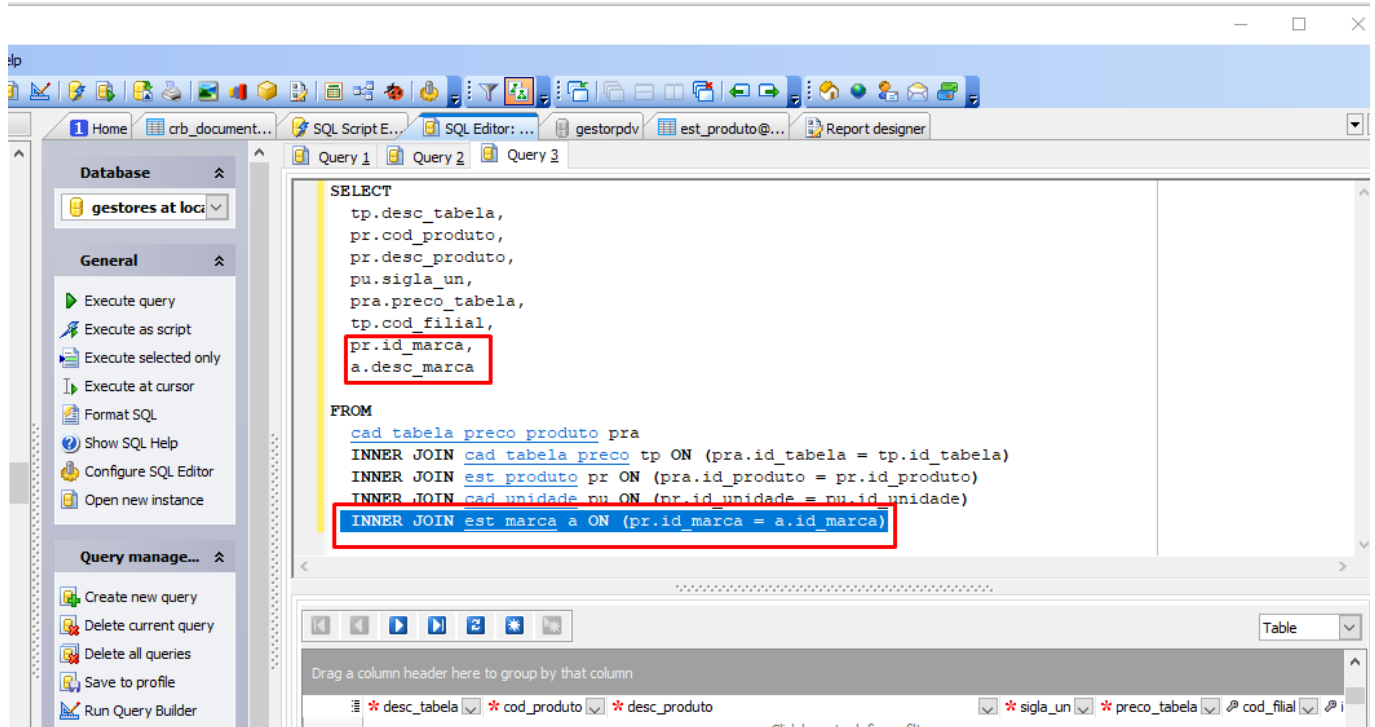 elp
1 Home crb_document... SQL Script E... SQL Editor: ... gestorpdv est_produto@... Report designer
Query 1 Query 2 Query 3
Database
gestores at loca
General
Execute query
Execute as script
Execute selected only
Execute at cursor
Format SQL
Show SQL Help
Configure SQL Editor
Open new instance
Query manage...
Create new query
Delete current query
Delete all queries
Save to profile
Run Query Builder
SELECT
tp.desc_tabela,
pr.cod_produto,
pr.desc_produto,
pu.sigla_un,
pra.preco_tabela,
tp.cod_filial,
pr.id_marca,
a.desc_marca
FROM
cad_tabela_preco_produto pra
INNER JOIN cad_tabela_preco tp ON (pra.id_tabela = tp.id_tabela)
INNER JOIN est_produto pr ON (pra.id_produto = pr.id_produto)
INNER JOIN cad_unidade pu ON (pr.id_unidade = pu.id_unidade)
INNER JOIN est_marca a ON (pr.id_marca = a.id_marca)
Table
Drag a column header here to group by that column
desc_tabela cod_produto desc_produto sigla_un preco_tabela cod_filial i